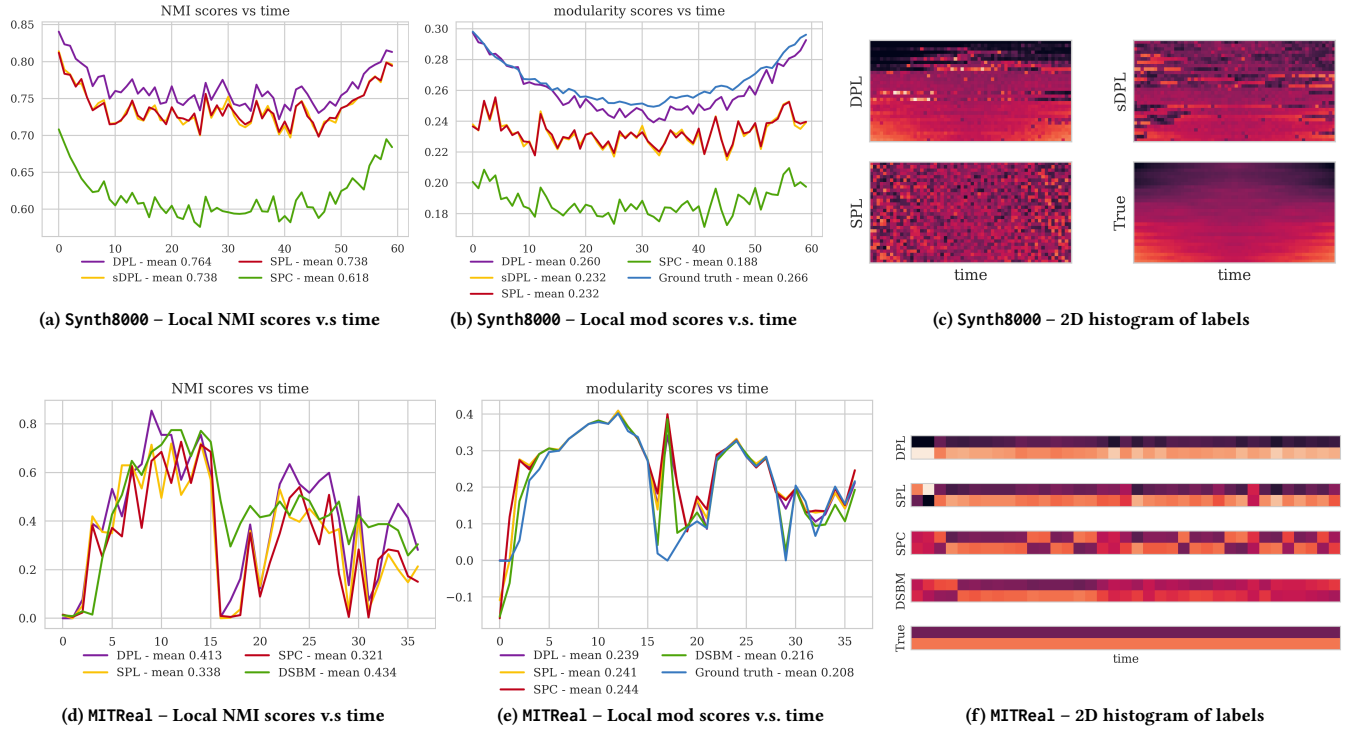 NMI scores vs time
0.85
0.80
0.75
0.70
0.65
0.60
0 10 20 30 40 50 60
DPL - mean 0.764
sDPL - mean 0.738
SPL - mean 0.738
SPC - mean 0.618
(a) Synth8000 – Local NMI scores v.s time
modularity scores vs time
0.30
0.28
0.26
0.24
0.22
0.20
0.18
0 10 20 30 40 50 60
DPL - mean 0.260
sDPL - mean 0.232
SPL - mean 0.232
SPC - mean 0.188
Ground truth - mean 0.266
(b) Synth8000 – Local mod scores v.s. time
DPL
sDPL
SPL
True
time
time
(c) Synth8000 – 2D histogram of labels
NMI scores vs time
0.8
0.6
0.4
0.2
0.0
0 5 10 15 20 25 30 35
DPL - mean 0.413
SPL - mean 0.338
SPC - mean 0.321
DSBM - mean 0.434
(d) MITReal – Local NMI scores v.s time
modularity scores vs time
0.4
0.3
0.2
0.1
0.0
−0.1
0 5 10 15 20 25 30 35
DPL - mean 0.239
SPL - mean 0.241
SPC - mean 0.244
DSBM - mean 0.216
Ground truth - mean 0.208
(e) MITReal – Local mod scores v.s. time
DPL
SPL
SPC
DSBM
True
time
(f) MITReal – 2D histogram of labels